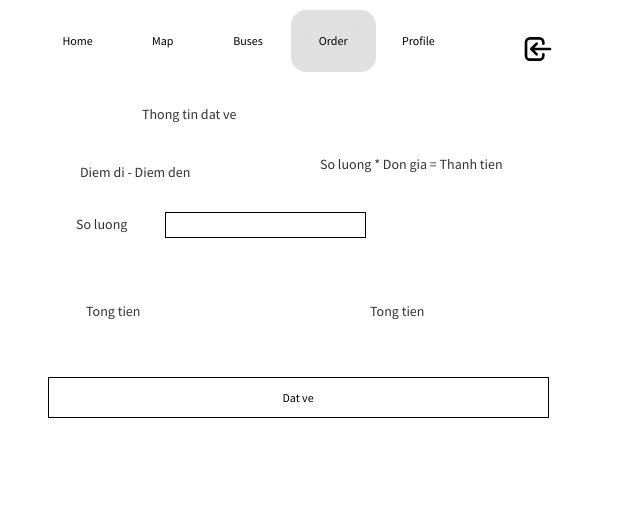 Home Map Buses Order Profile
Thong tin dat ve
Diem di - Diem den
So luong * Don gia = Thanh tien
So luong
Tong tien Tong tien
Dat ve